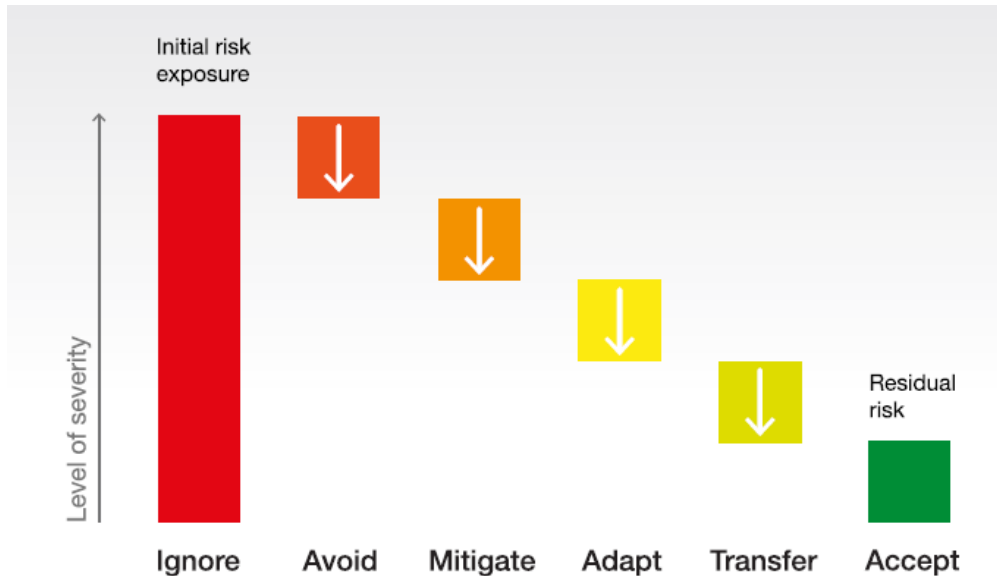 Initial risk
exposure
Level of severity
Residual
risk
Ignore Avoid Mitigate Adapt Transfer Accept